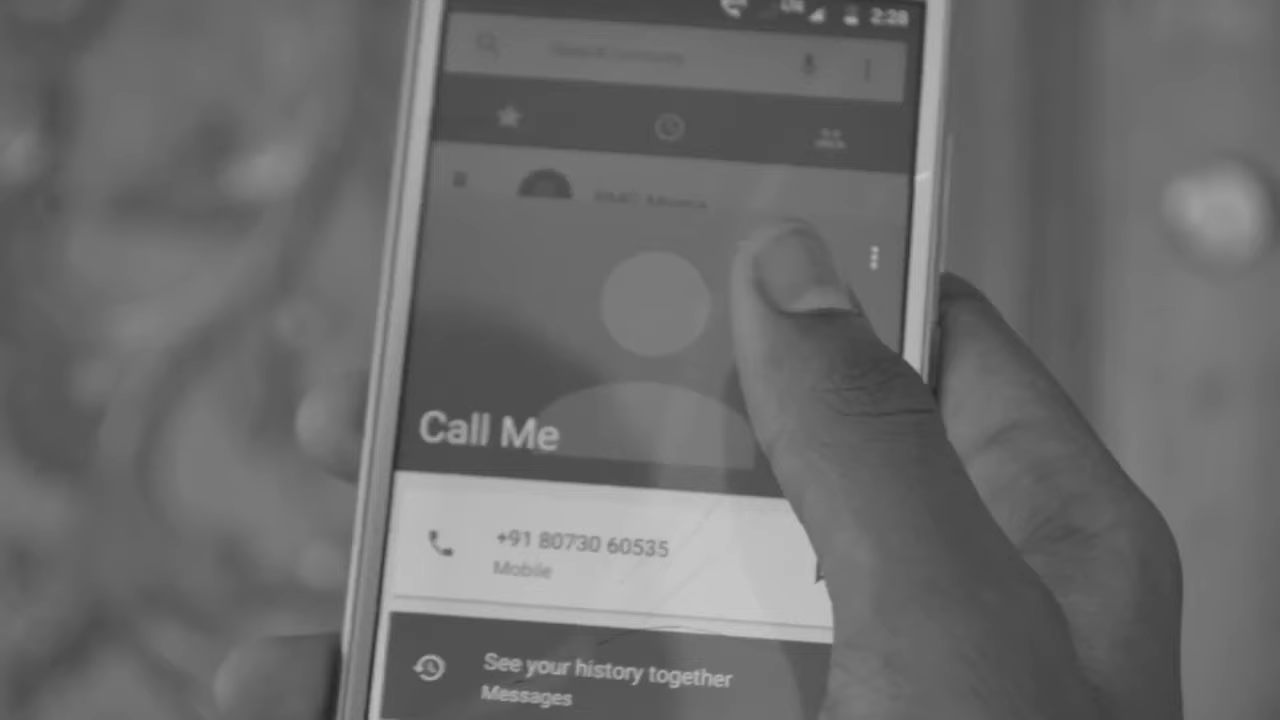 2:28
Call Me
+91 80730 60535
Mobile
See your history together
Messages